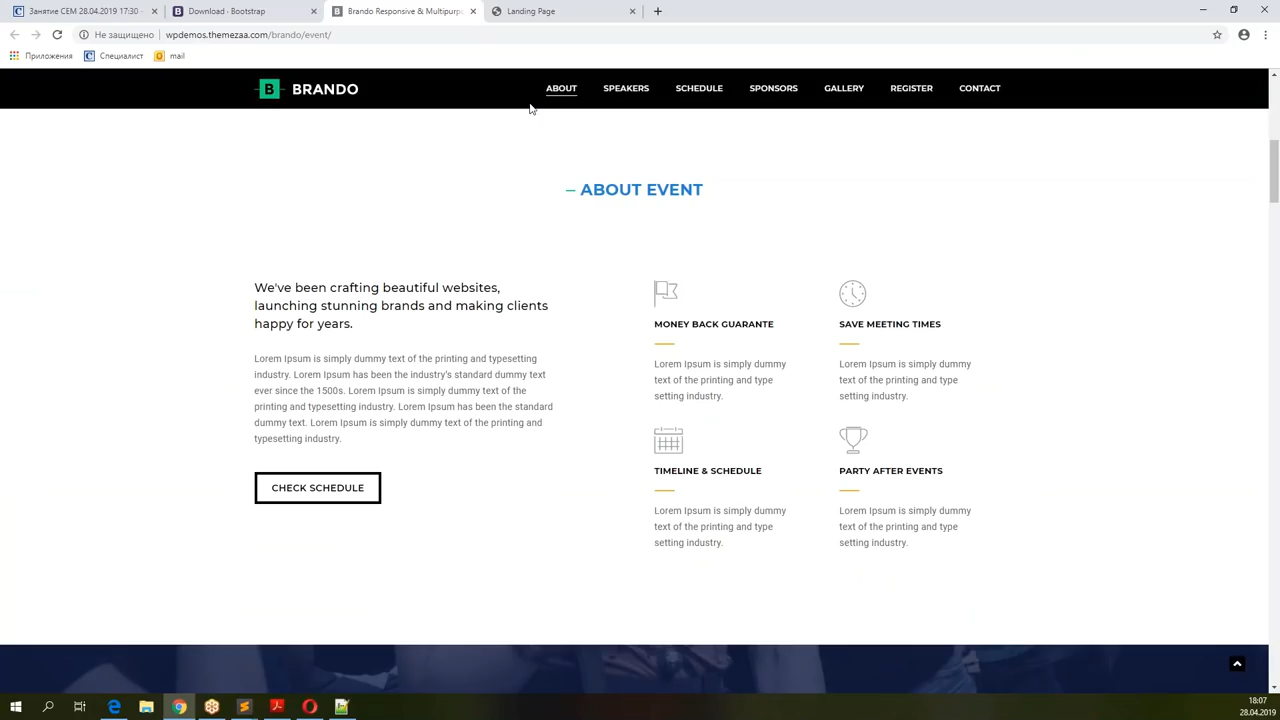 Занятие СЕМ 28.04.2019 17:30 -
Download · Bootstrap
Brando Responsive & Multipurp
Landing Page
Не защищено
wpdemos.themezaa.com/brando/event/
Приложения
Специалист
mail
B BRANDO
ABOUT
SPEAKERS
SCHEDULE
SPONSORS
GALLERY
REGISTER
CONTACT
– ABOUT EVENT
We've been crafting beautiful websites,
launching stunning brands and making clients
happy for years.
Lorem Ipsum is simply dummy text of the printing and typesetting
industry. Lorem Ipsum has been the industry's standard dummy text
ever since the 1500s. Lorem Ipsum is simply dummy text of the
printing and typesetting industry. Lorem Ipsum has been the standard
dummy text. Lorem Ipsum is simply dummy text of the printing and
typesetting industry.
CHECK SCHEDULE
MONEY BACK GUARANTE
Lorem Ipsum is simply dummy
text of the printing and type
setting industry.
SAVE MEETING TIMES
Lorem Ipsum is simply dummy
text of the printing and type
setting industry.
TIMELINE & SCHEDULE
Lorem Ipsum is simply dummy
text of the printing and type
setting industry.
PARTY AFTER EVENTS
Lorem Ipsum is simply dummy
text of the printing and type
setting industry.
18:07
28.04.2019